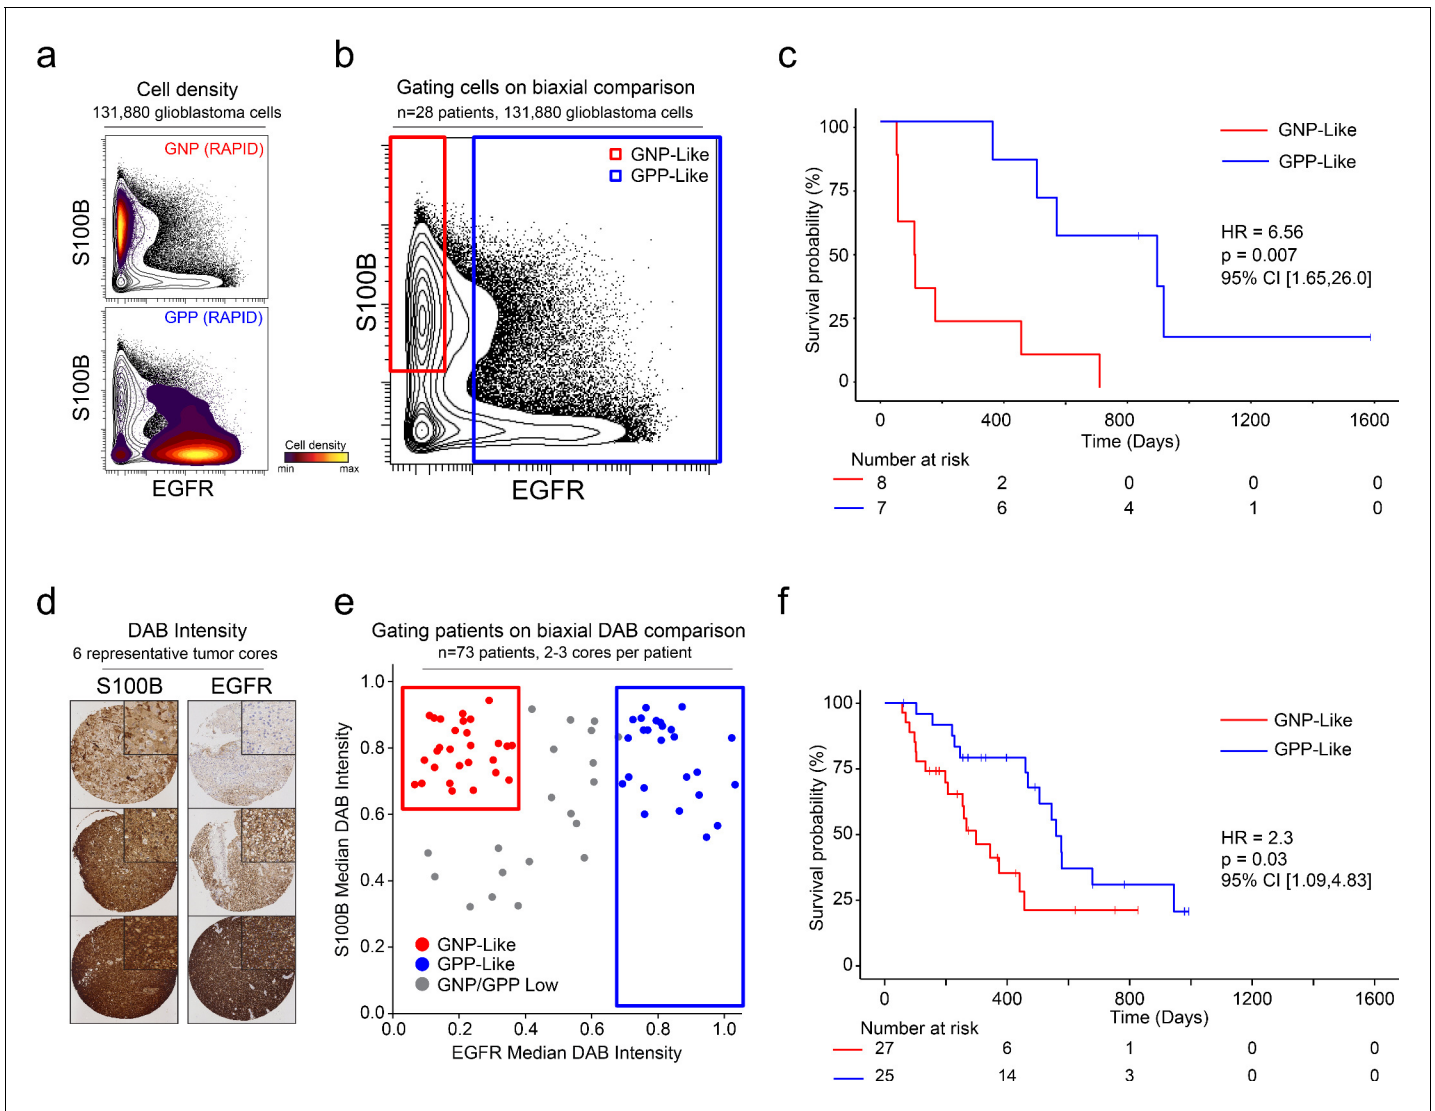 a
Cell density
131,880 glioblastoma cells
GNP (RAPID)
S100B
GPP (RAPID)
S100B
Cell density
min max
EGFR
b
Gating cells on biaxial comparison
n=28 patients, 131,880 glioblastoma cells
GNP-Like
GPP-Like
S100B
EGFR
c
100
75
50
25
0
Survival probability (%)
GNP-Like
GPP-Like
HR = 6.56
p = 0.007
95% CI [1.65,26.0]
0 400 800 1200 1600
Time (Days)
Number at risk
8 2 0 0 0
7 6 4 1 0
d
DAB Intensity
6 representative tumor cores
S100B EGFR
e
Gating patients on biaxial DAB comparison
n=73 patients, 2-3 cores per patient
1.0
0.8
0.6
0.4
0.2
0.0
S100B Median DAB Intensity
GNP-Like
GPP-Like
GNP/GPP Low
0.0 0.2 0.4 0.6 0.8 1.0
EGFR Median DAB Intensity
f
100
75
50
25
0
Survival probability (%)
GNP-Like
GPP-Like
HR = 2.3
p = 0.03
95% CI [1.09,4.83]
0 400 800 1200 1600
Time (Days)
Number at risk
27 6 1 0 0
25 14 3 0 0